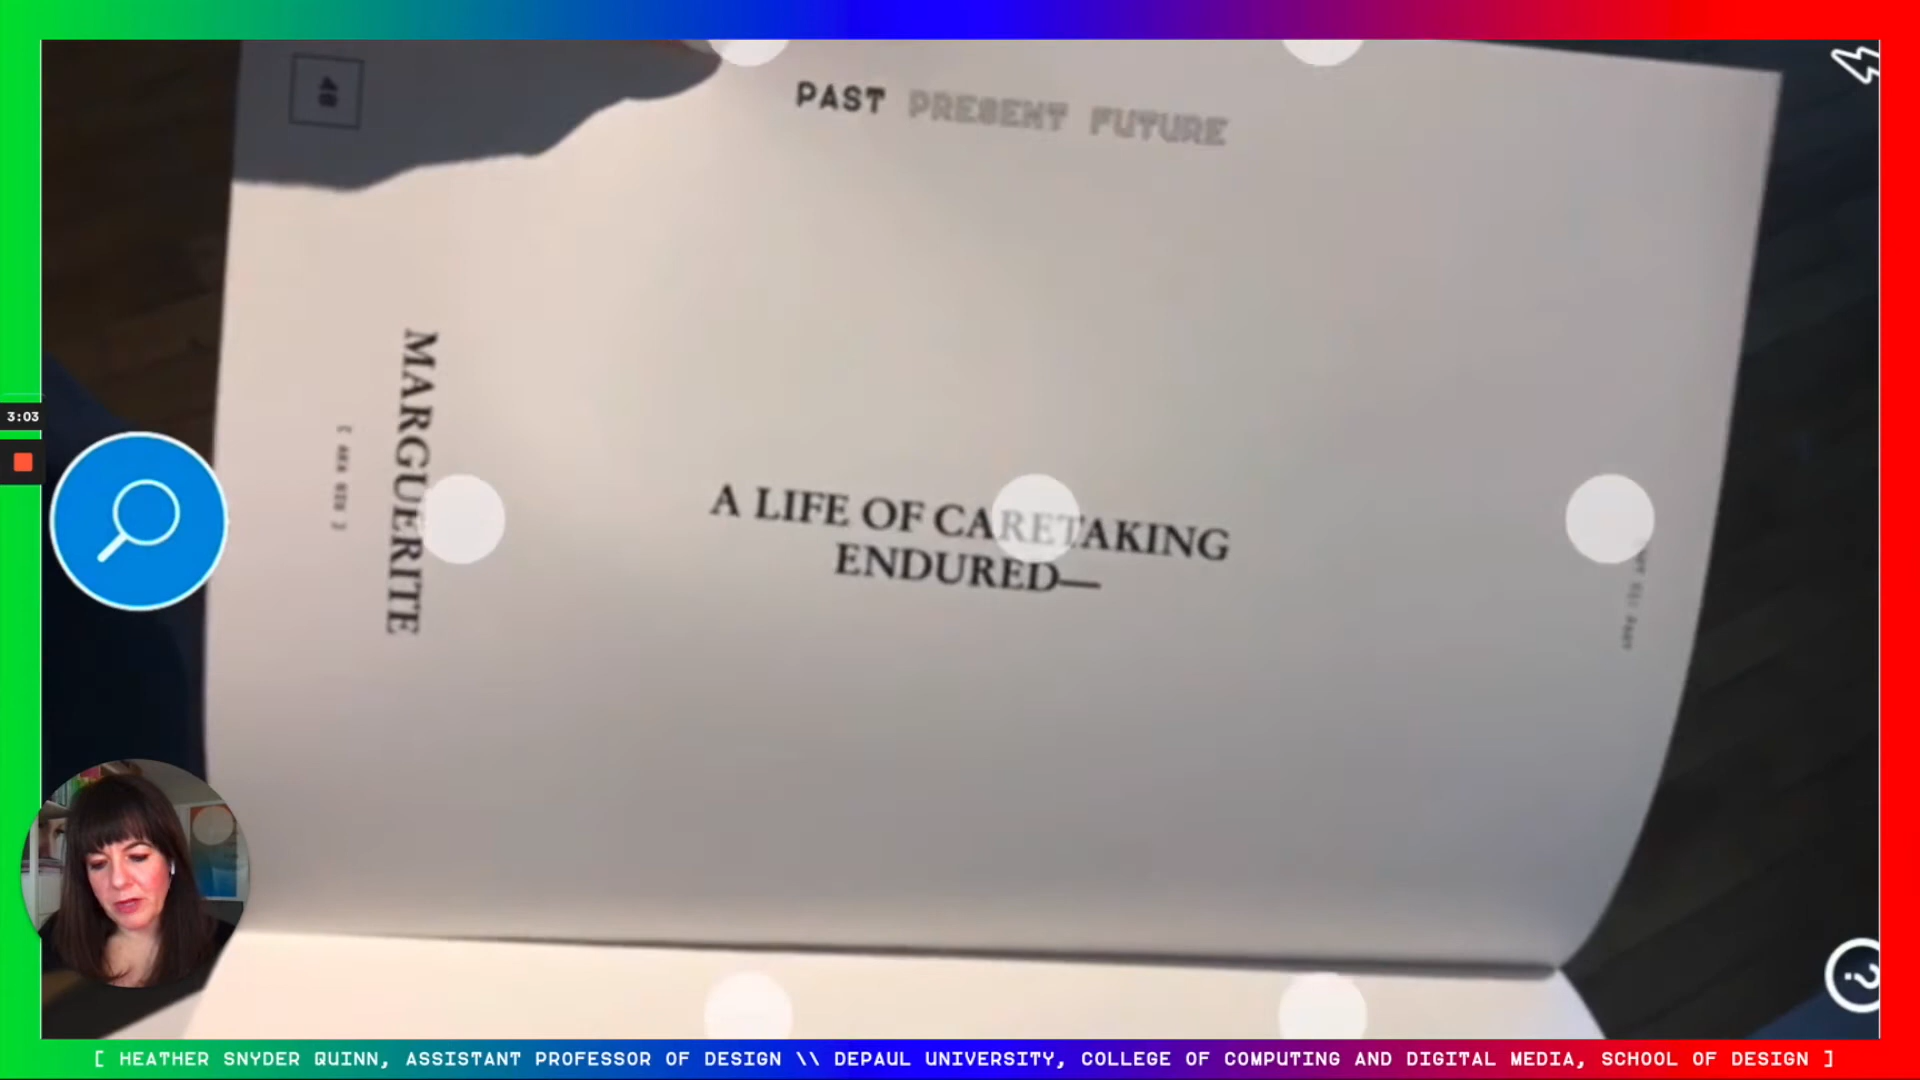 PAST PRESENT FUTURE
MARGUERITE
A LIFE OF CARETAKING
ENDURED—
3:03
[ HEATHER SNYDER QUINN, ASSISTANT PROFESSOR OF DESIGN \\ DEPAUL UNIVERSITY, COLLEGE OF COMPUTING AND DIGITAL MEDIA, SCHOOL OF DESIGN ]